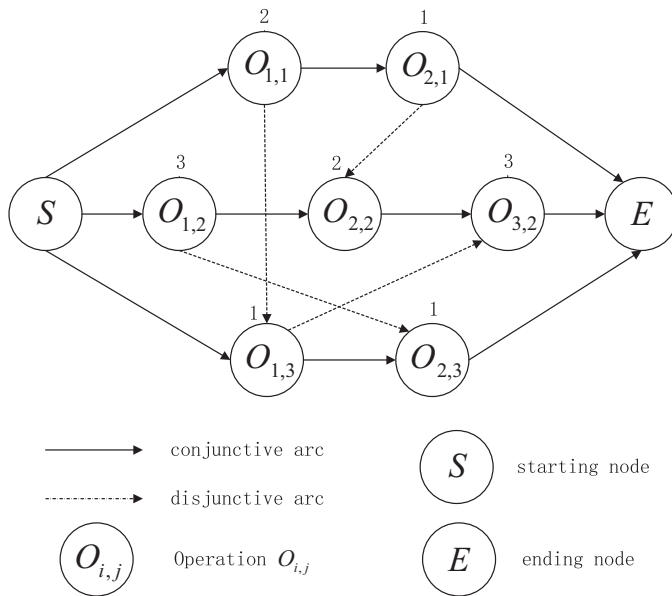 2 1
O1,1 O2,1
3 2 3
S O1,2 O2,2 O3,2 E
1 1
O1,3 O2,3
conjunctive arc
S starting node
disjunctive arc
Oi,j Operation Oi,j
E ending node